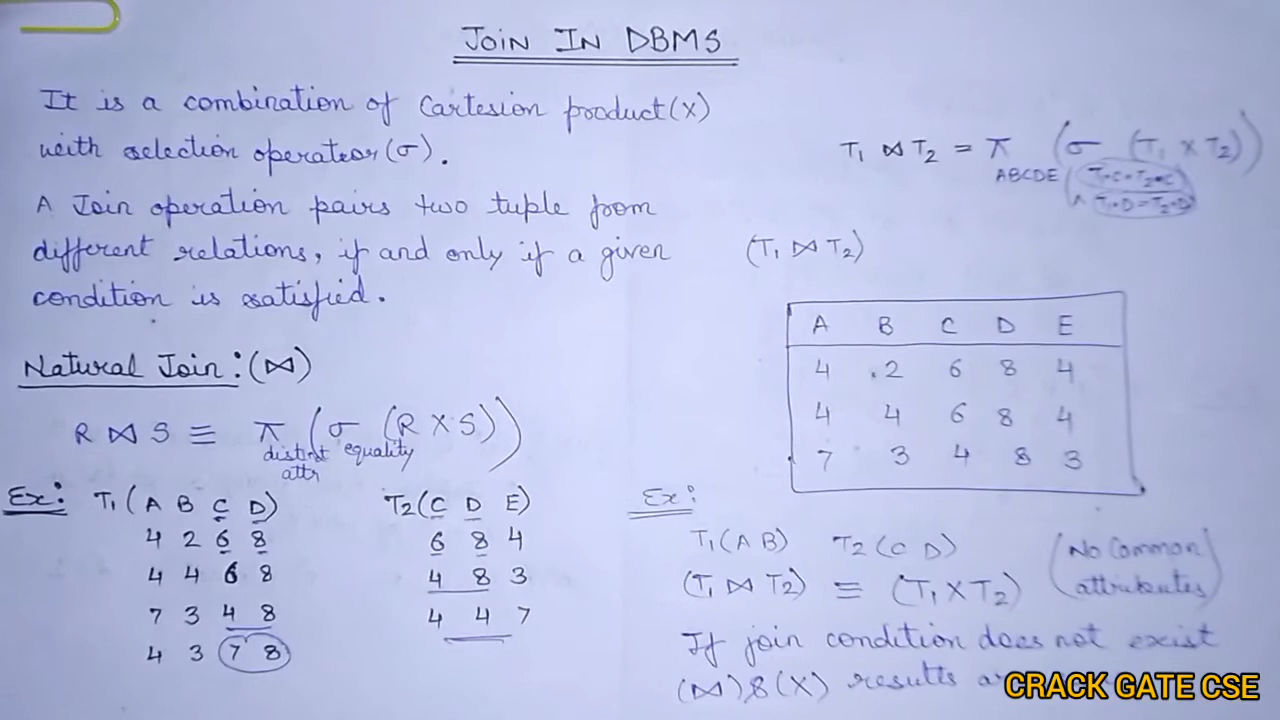 JOIN IN DBMS
It is a combination of Cartesion product(X)
with selection operator(σ).
A Join operation pairs two tuple from
different relations, if and only if a given
condition is satisfied.
Natural Join:(⋈)
R ⋈ S ≡ π (σ (R X S))
distinct equality
attr
Ex: T1(A B C D) T2(C D E)
4 2 6 8 6 8 4
4 4 6 8 4 8 3
7 3 4 8 4 4 7
4 3 7 8
T1 ⋈ T2 = π (σ (T1 X T2))
ABCDE T1.C=T2.C
∧ T1.D=T2.D
(T1 ⋈ T2)
A B C D E
4 2 6 8 4
4 4 6 8 4
7 3 4 8 3
Ex:
T1(A B) T2(C D) (No Common
(T1 ⋈ T2) ≡ (T1 X T2) attributes)
If join condition does not exist
(⋈) & (X) results
CRACK GATE CSE